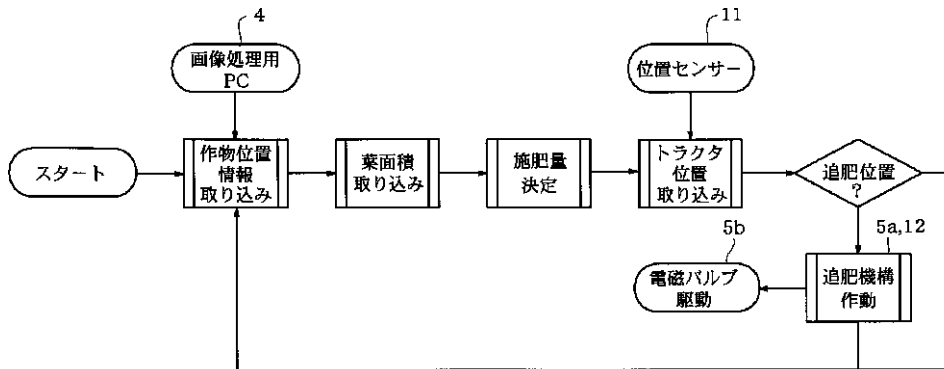 4
画像処理用
PC
11
位置センサー
スタート
作物位置
情報
取り込み
葉面積
取り込み
施肥量
決定
トラクタ
位置
取り込み
追肥位置
?
5b
電磁バルブ
駆動
5a,12
追肥機構
作動